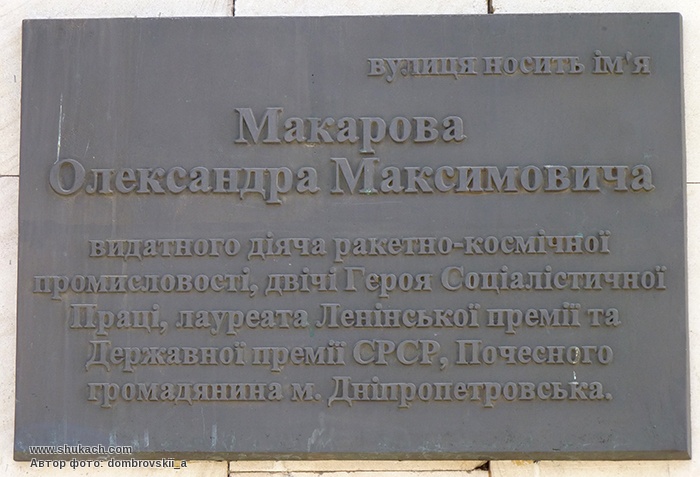 вулиця носить ім'я
Макарова
Олександра Максимовича
видатного діяча ракетно-космічної
промисловості, двічі Героя Соціалістичної
Праці, лауреата Ленінської премії та
Державної премії СРСР, Почесного
громадянина м. Дніпропетровська.
www.shukach.com
Автор фото: dombrovskii_a